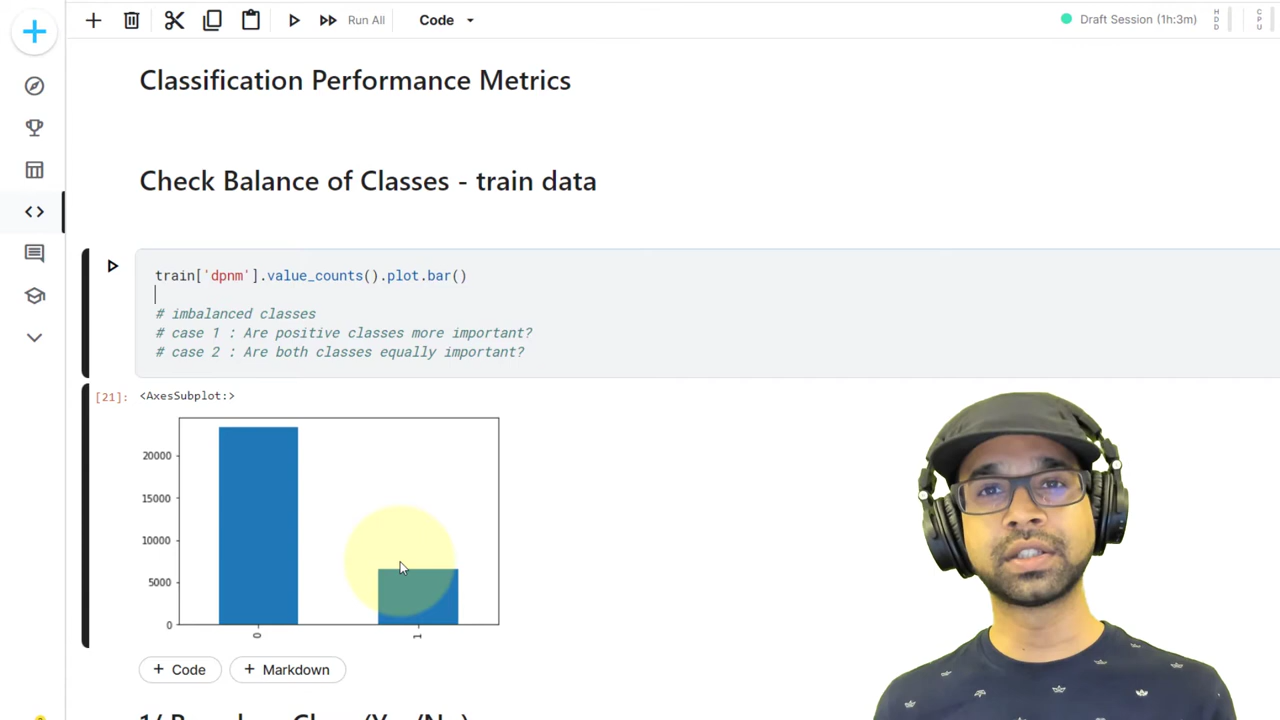 Run All
Code
Draft Session (1h:3m)
HDD
CPU
Classification Performance Metrics
Check Balance of Classes - train data
train['dpnm'].value_counts().plot.bar()
# imbalanced classes
# case 1 : Are positive classes more important?
# case 2 : Are both classes equally important?
[21]:
<AxesSubplot:>
20000
15000
10000
5000
0
0
1
+ Code
+ Markdown